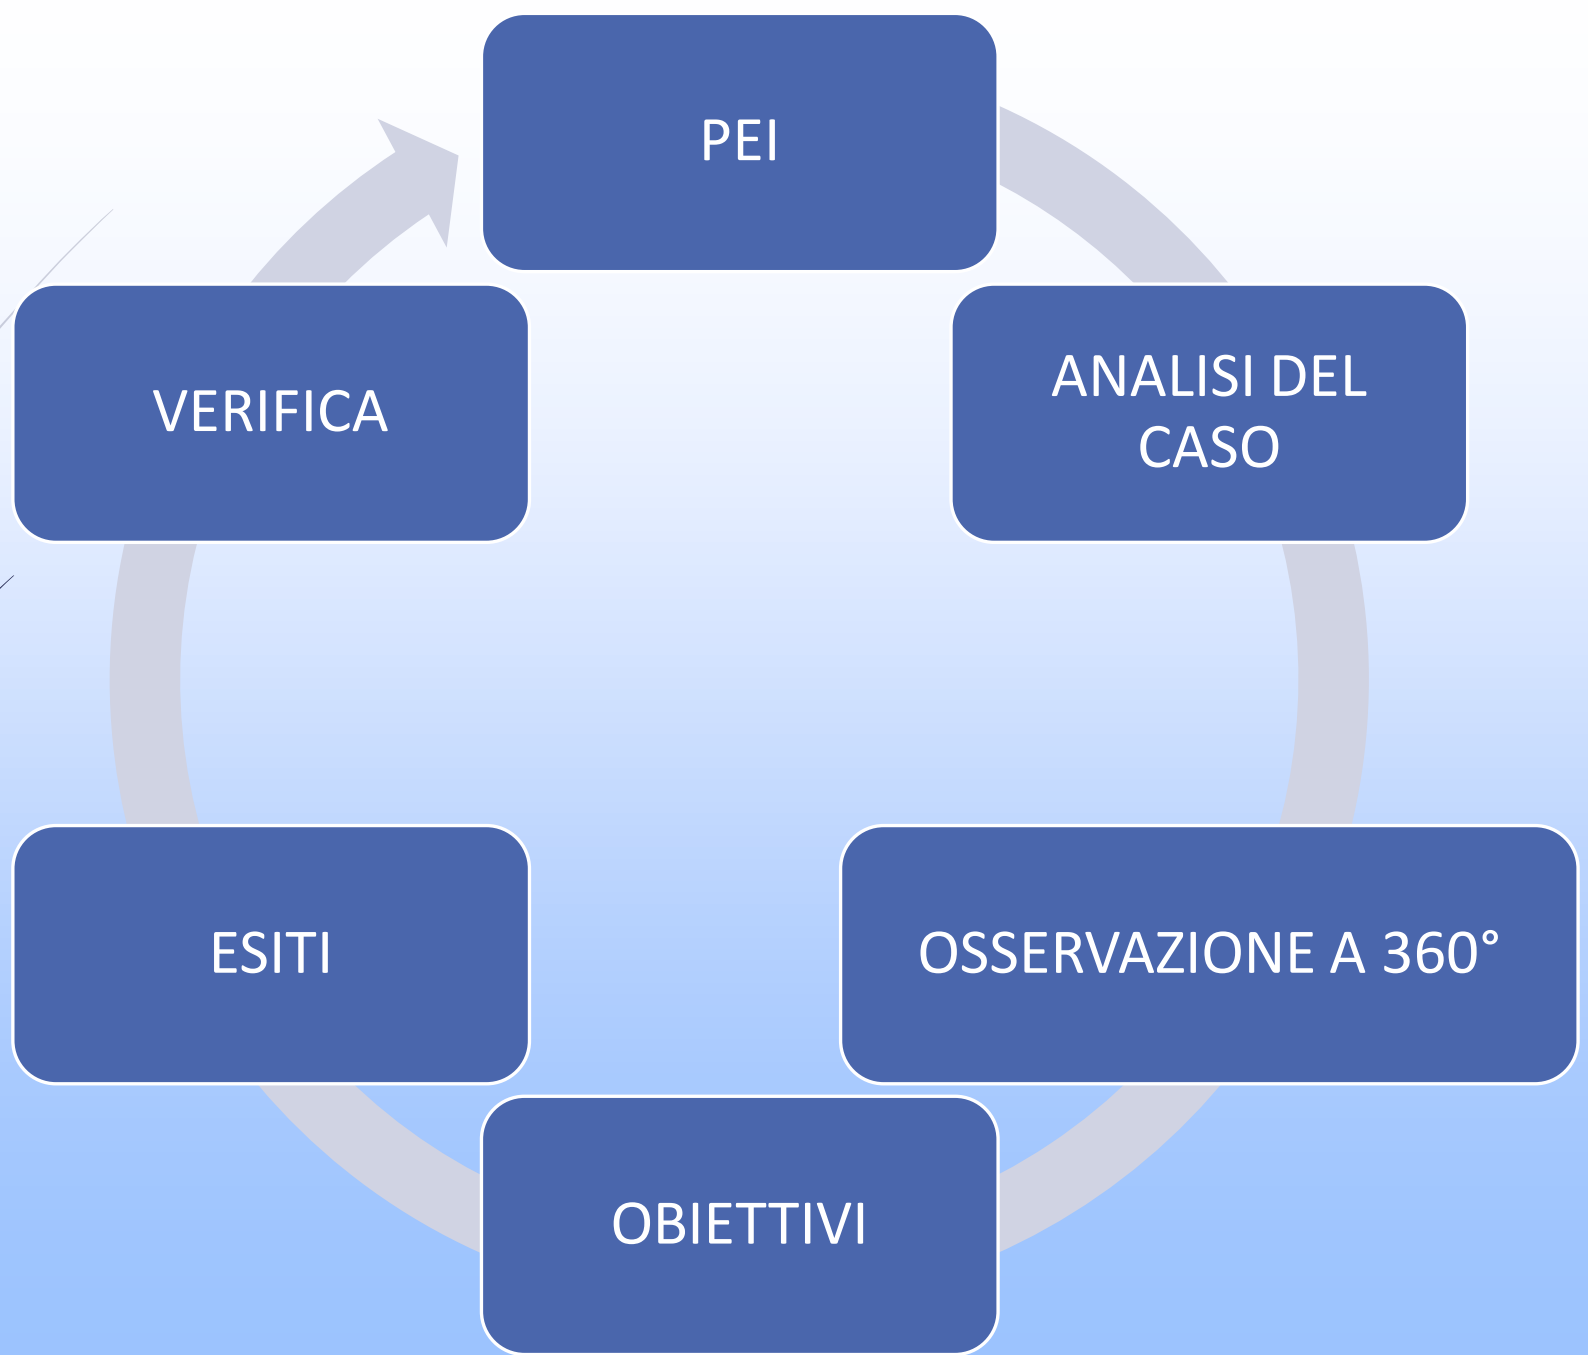 PEI
ANALISI DEL
CASO
OSSERVAZIONE A 360°
OBIETTIVI
ESITI
VERIFICA